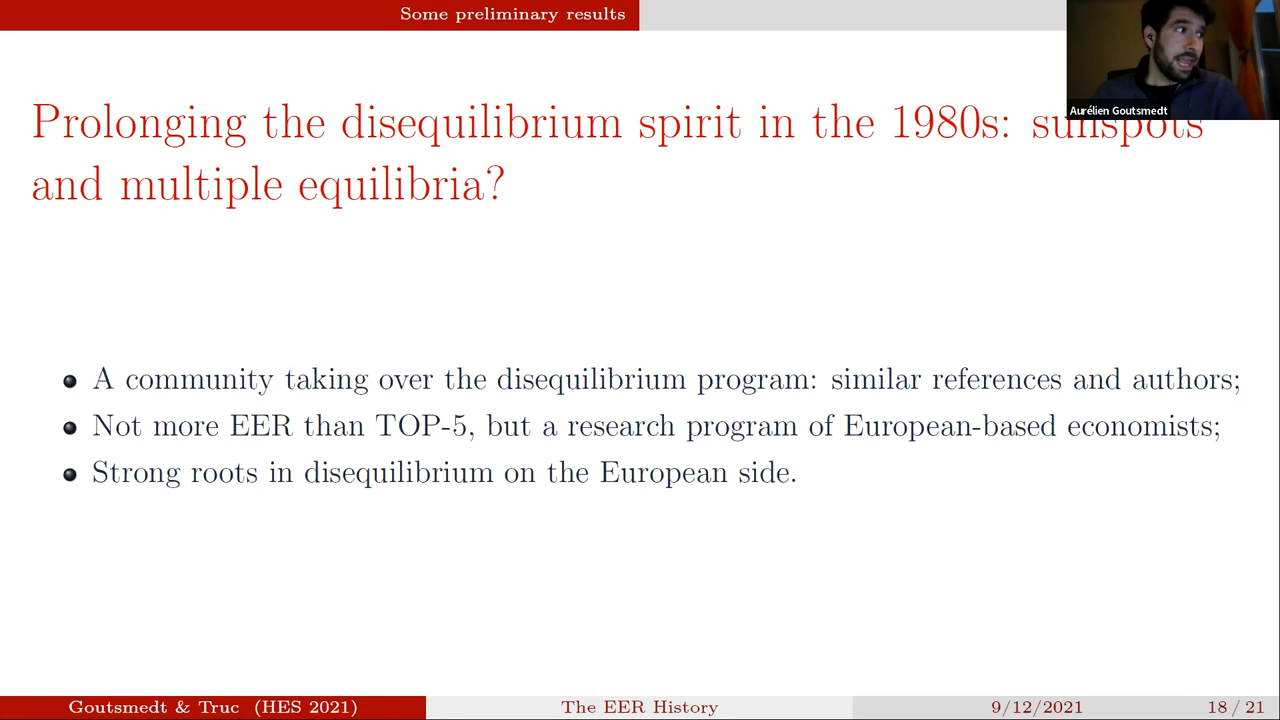 Some preliminary results
Aurélien Goutsmedt
Prolonging the disequilibrium spirit in the 1980s: sunspots
and multiple equilibria?
A community taking over the disequilibrium program: similar references and authors;
Not more EER than TOP-5, but a research program of European-based economists;
Strong roots in disequilibrium on the European side.
Goutsmedt & Truc (HES 2021)
The EER History
9/12/2021
18 / 21